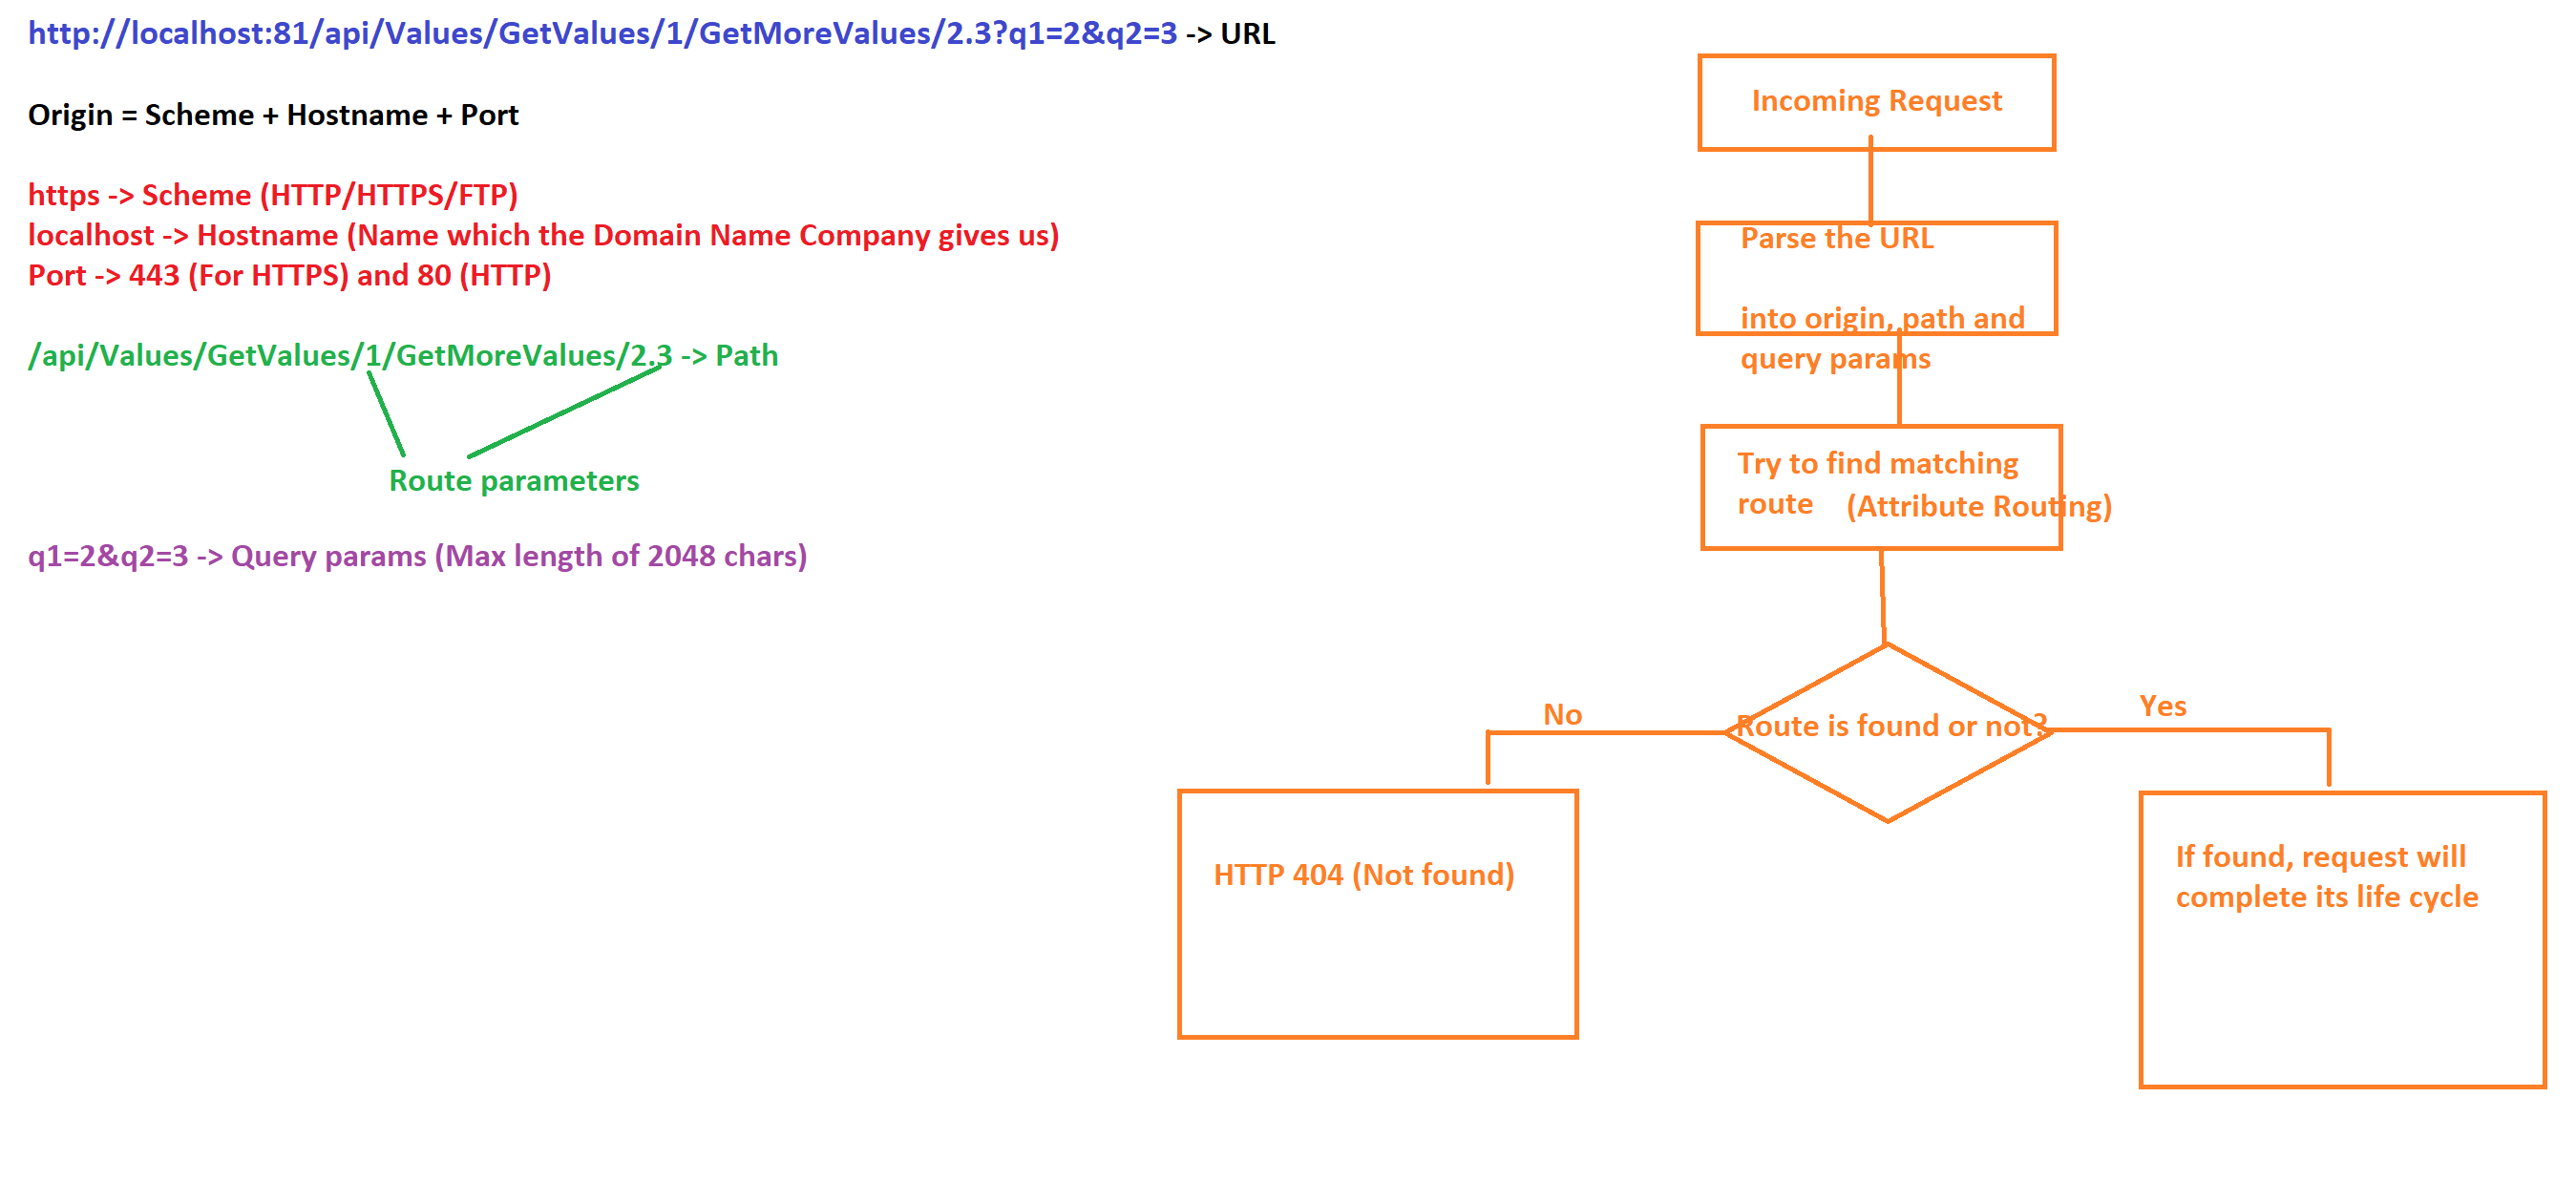 http://localhost:81/api/Values/GetValues/1/GetMoreValues/2.3?q1=2&q2=3 -> URL
Origin = Scheme + Hostname + Port
https -> Scheme (HTTP/HTTPS/FTP)
localhost -> Hostname (Name which the Domain Name Company gives us)
Port -> 443 (For HTTPS) and 80 (HTTP)
/api/Values/GetValues/1/GetMoreValues/2.3 -> Path
Route parameters
q1=2&q2=3 -> Query params (Max length of 2048 chars)
Incoming Request
Parse the URL
into origin, path and
query params
Try to find matching
route (Attribute Routing)
Route is found or not?
No
Yes
HTTP 404 (Not found)
If found, request will
complete its life cycle